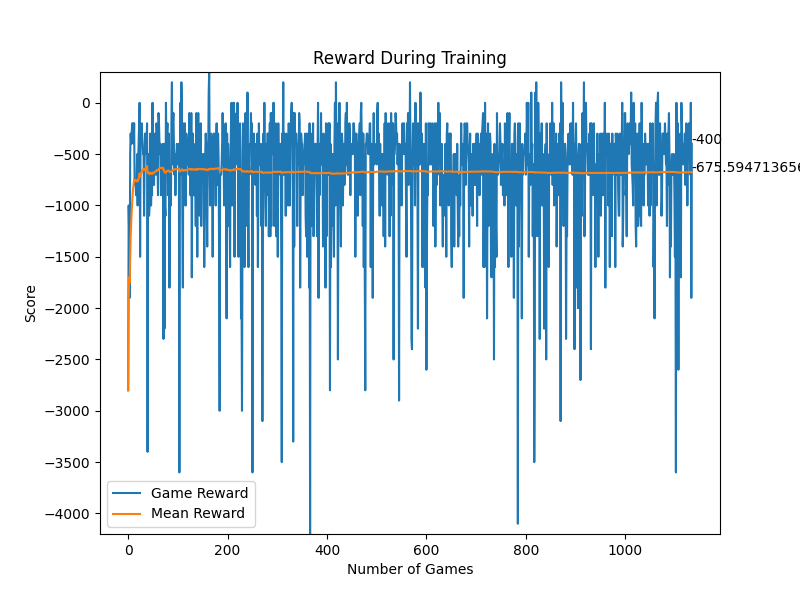 Reward During Training
0
-400
−500
-675.594713656
−1000
−1500
−2000
−2500
−3000
−3500
−4000
Score
Game Reward
Mean Reward
0 200 400 600 800 1000
Number of Games